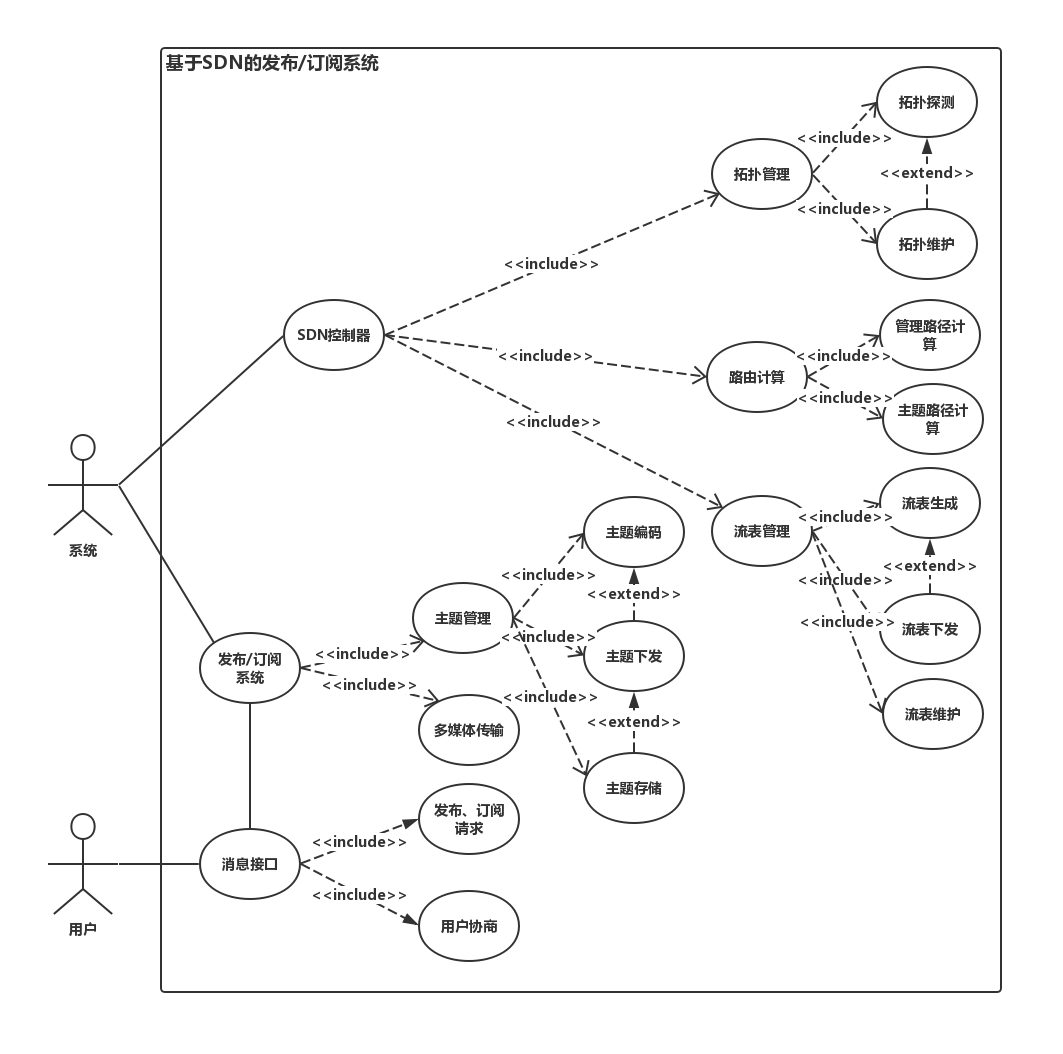 基于SDN的发布/订阅系统
拓扑探测
<<include>>
拓扑管理
<<extend>>
<<include>>
拓扑维护
<<include>>
SDN控制器
管理路径计
算
<<include>>
<<include>>
路由计算
<<include>>
主题路径计
算
<<include>>
流表生成
<<include>>
流表管理
主题编码
<<extend>>
<<include>>
<<include>>
系统
<<extend>>
主题管理
<<include>>
流表下发
<<include>>
主题下发
<<include>>
发布/订阅
系统
<<include>>
<<include>>
流表维护
<<extend>>
多媒体传输
主题存储
发布、订阅
请求
<<include>>
消息接口
<<include>>
用户协商
用户